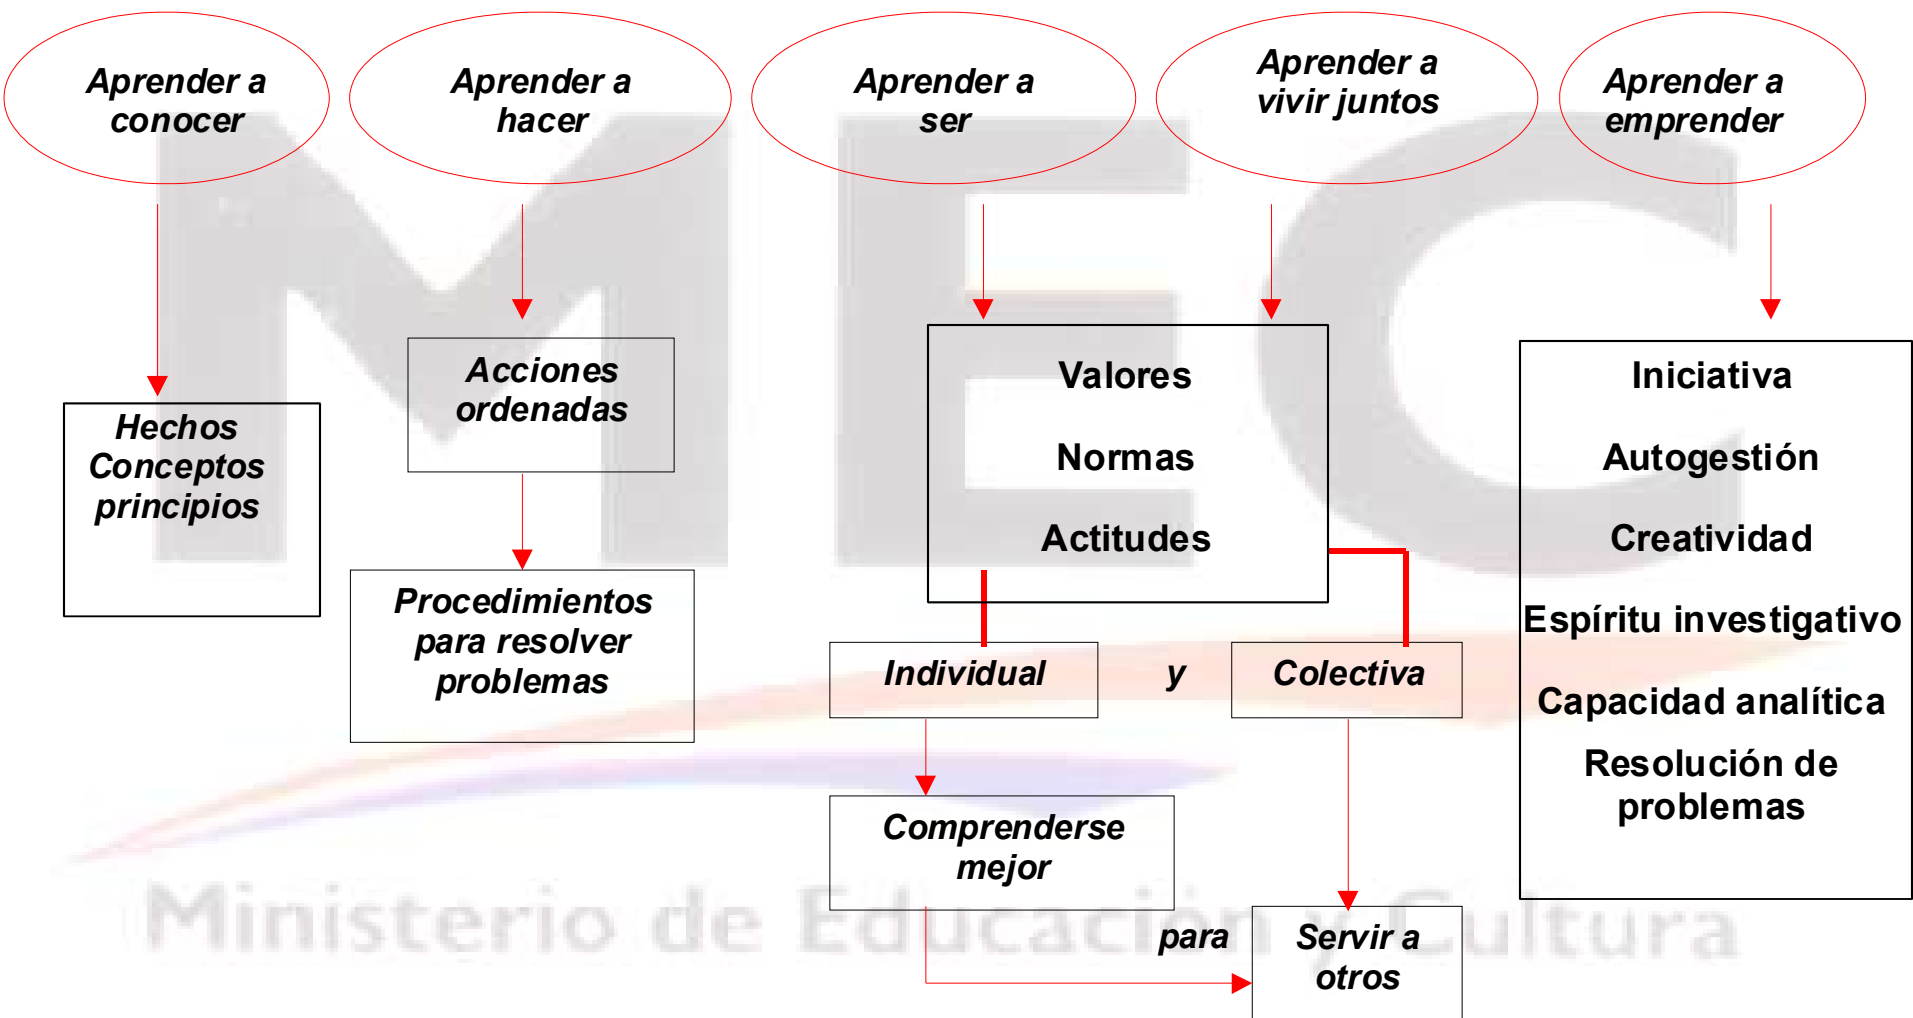 Aprender a
conocer
Aprender a
hacer
Aprender a
ser
Aprender a
vivir juntos
Aprender a
emprender
Hechos
Conceptos
principios
Acciones
ordenadas
Procedimientos
para resolver
problemas
Valores
Normas
Actitudes
Individual
y
Colectiva
Comprenderse
mejor
para
Servir a
otros
Iniciativa
Autogestión
Creatividad
Espíritu investigativo
Capacidad analítica
Resolución de
problemas
MEC
Ministerio de Educación y Cultura